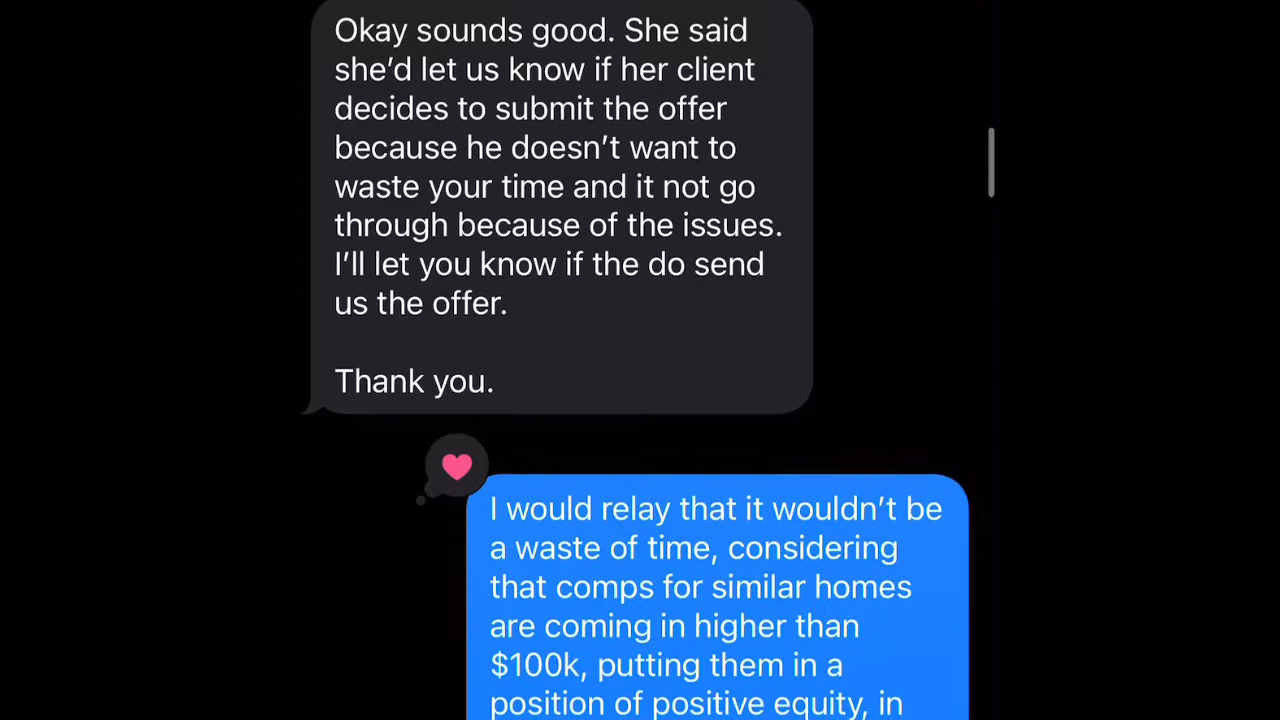 Okay sounds good. She said
she’d let us know if her client
decides to submit the offer
because he doesn’t want to
waste your time and it not go
through because of the issues.
I’ll let you know if the do send
us the offer.
Thank you.
I would relay that it wouldn’t be
a waste of time, considering
that comps for similar homes
are coming in higher than
$100k, putting them in a
position of positive equity, in